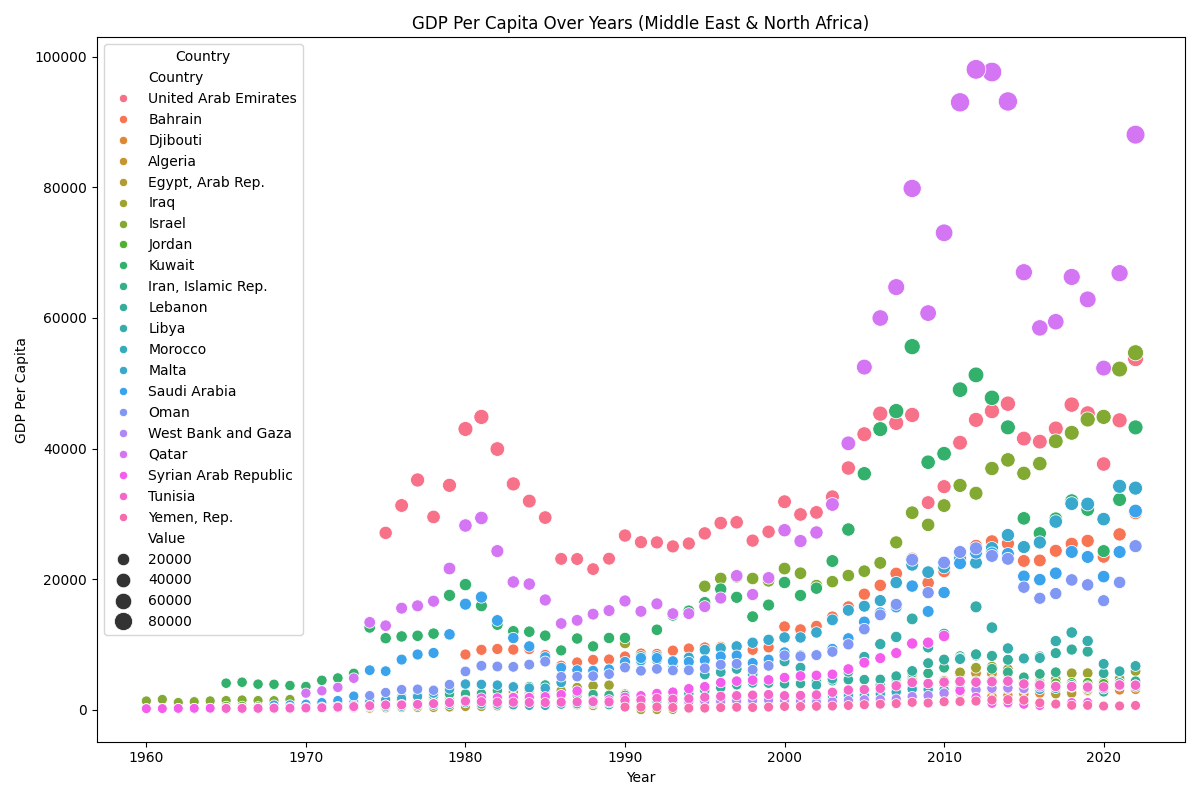 GDP Per Capita Over Years (Middle East & North Africa)
GDP Per Capita
100000
80000
60000
40000
20000
0
Country
Country
United Arab Emirates
Bahrain
Djibouti
Algeria
Egypt, Arab Rep.
Iraq
Israel
Jordan
Kuwait
Iran, Islamic Rep.
Lebanon
Libya
Morocco
Malta
Saudi Arabia
Oman
West Bank and Gaza
Qatar
Syrian Arab Republic
Tunisia
Yemen, Rep.
Value
20000
40000
60000
80000
1960 1970 1980 1990 2000 2010 2020
Year